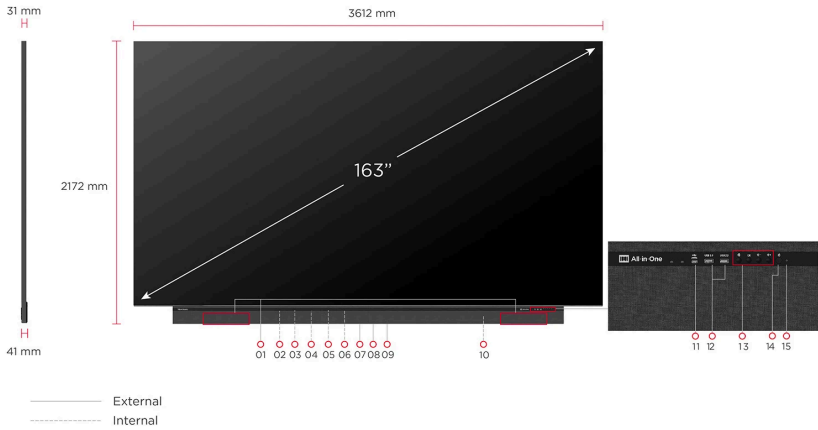 31 mm
3612 mm
163”
2172 mm
All-in-One
41 mm
01 02 03 04 05 06 07 08 09 10
11 12 13 14 15
External
Internal